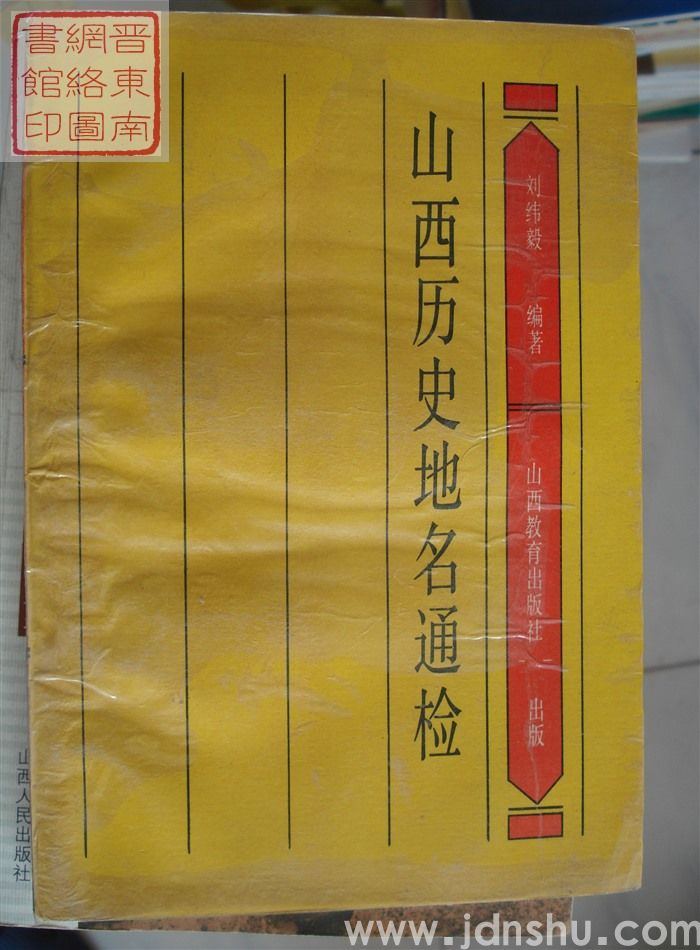 晋東南
網絡圖
書館印
刘纬毅 编著
山西教育出版社 出版
山西历史地名通检
山西人民出版社
www.jdnshu.com